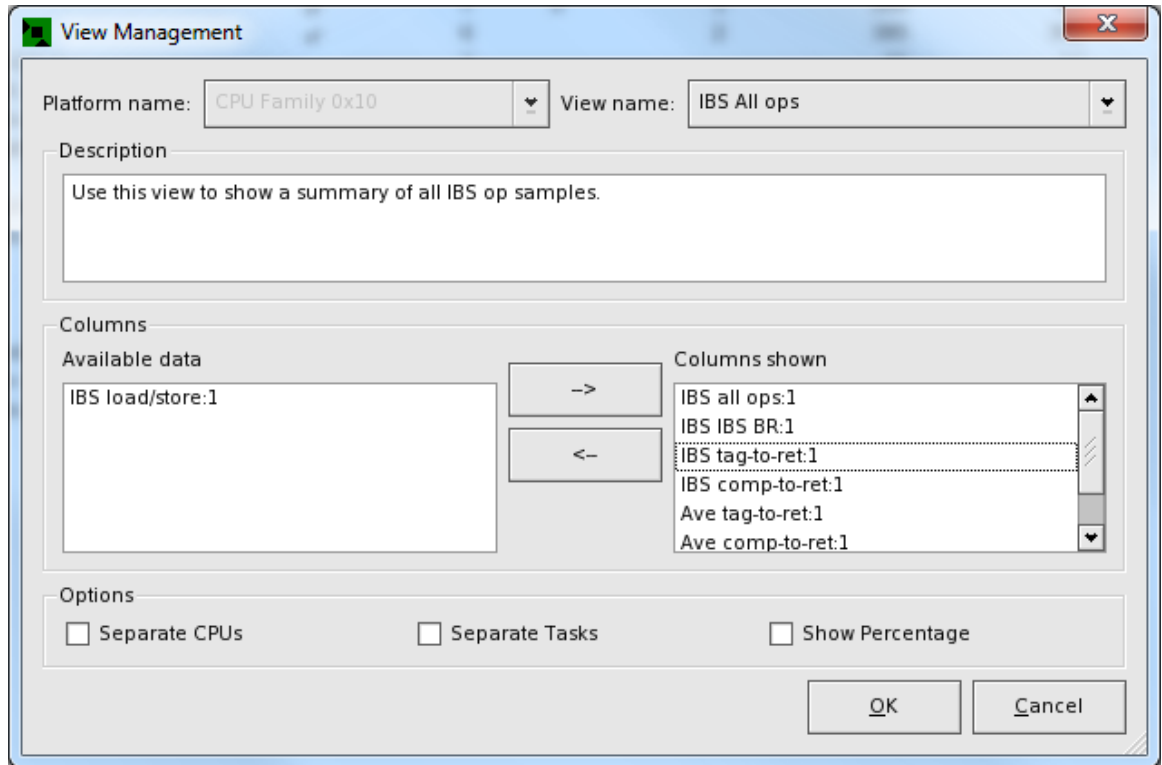 View Management
X
Platform name: CPU Family 0x10 View name: IBS All ops
Description
Use this view to show a summary of all IBS op samples.
Columns
Available data
IBS load/store:1
-->
<--
Columns shown
IBS all ops:1
IBS IBS BR:1
IBS tag-to-ret:1
IBS comp-to-ret:1
Ave tag-to-ret:1
Ave comp-to-ret:1
Options
Separate CPUs Separate Tasks Show Percentage
OK Cancel